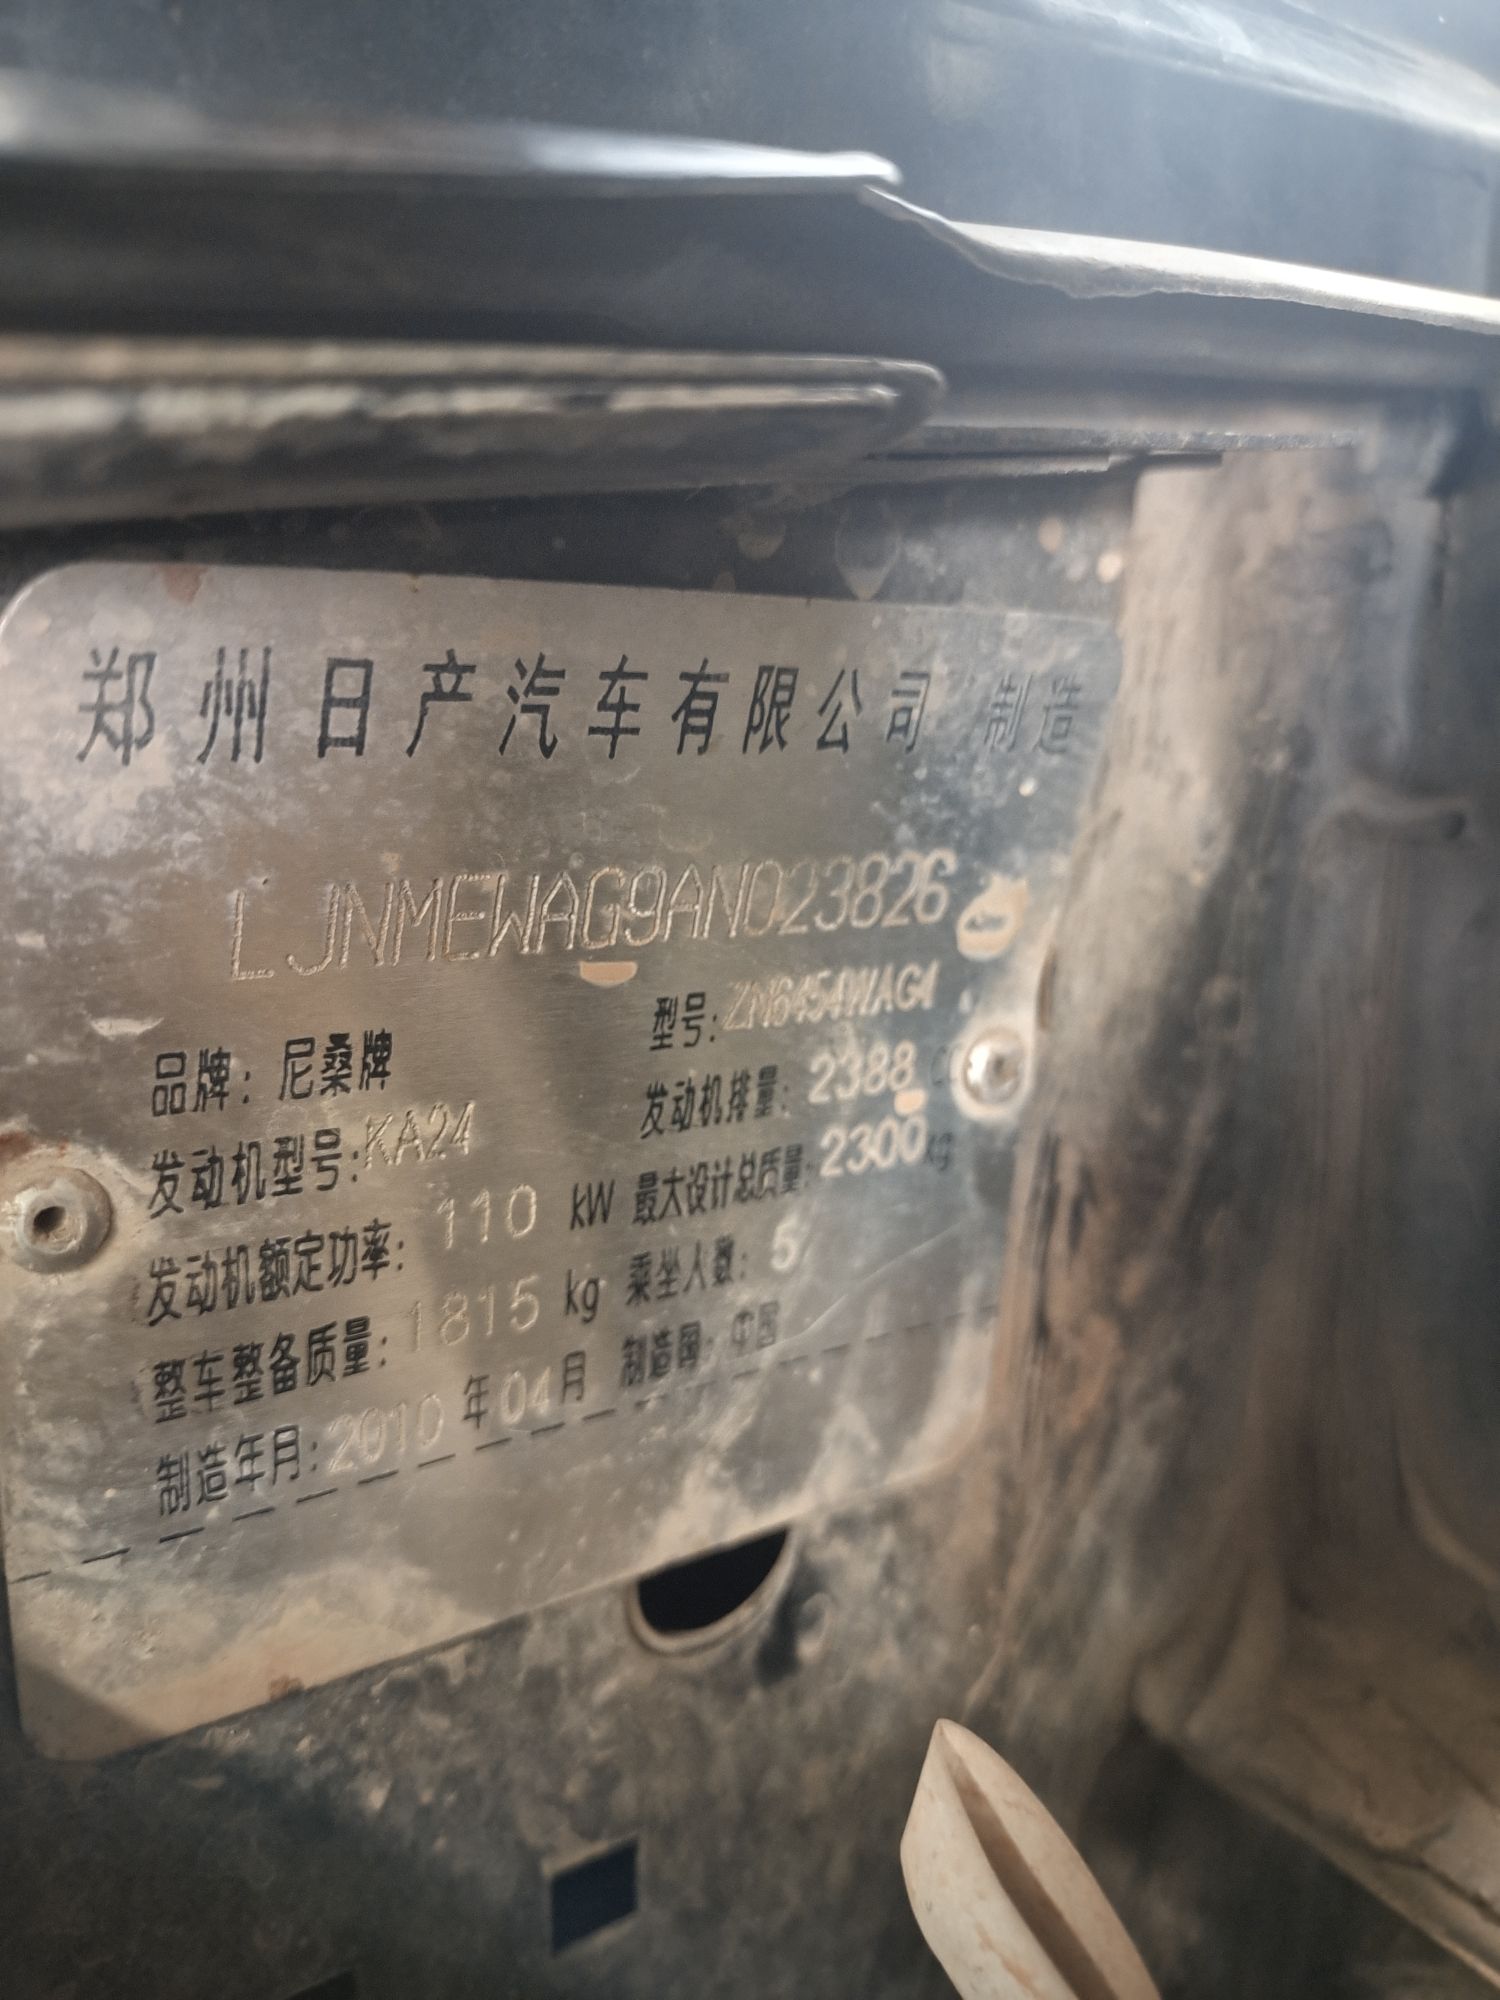 郑州日产汽车有限公司 制造
LJNMEWAG9AN023826
品牌：尼桑牌 型号：ZN6454WAG4
发动机型号：KA24 发动机排量：2388
发动机额定功率：110 kW 最大设计总质量：2300kg
整车整备质量：1815 kg 乘坐人数：5
制造年月：2010年04月 制造国：中国